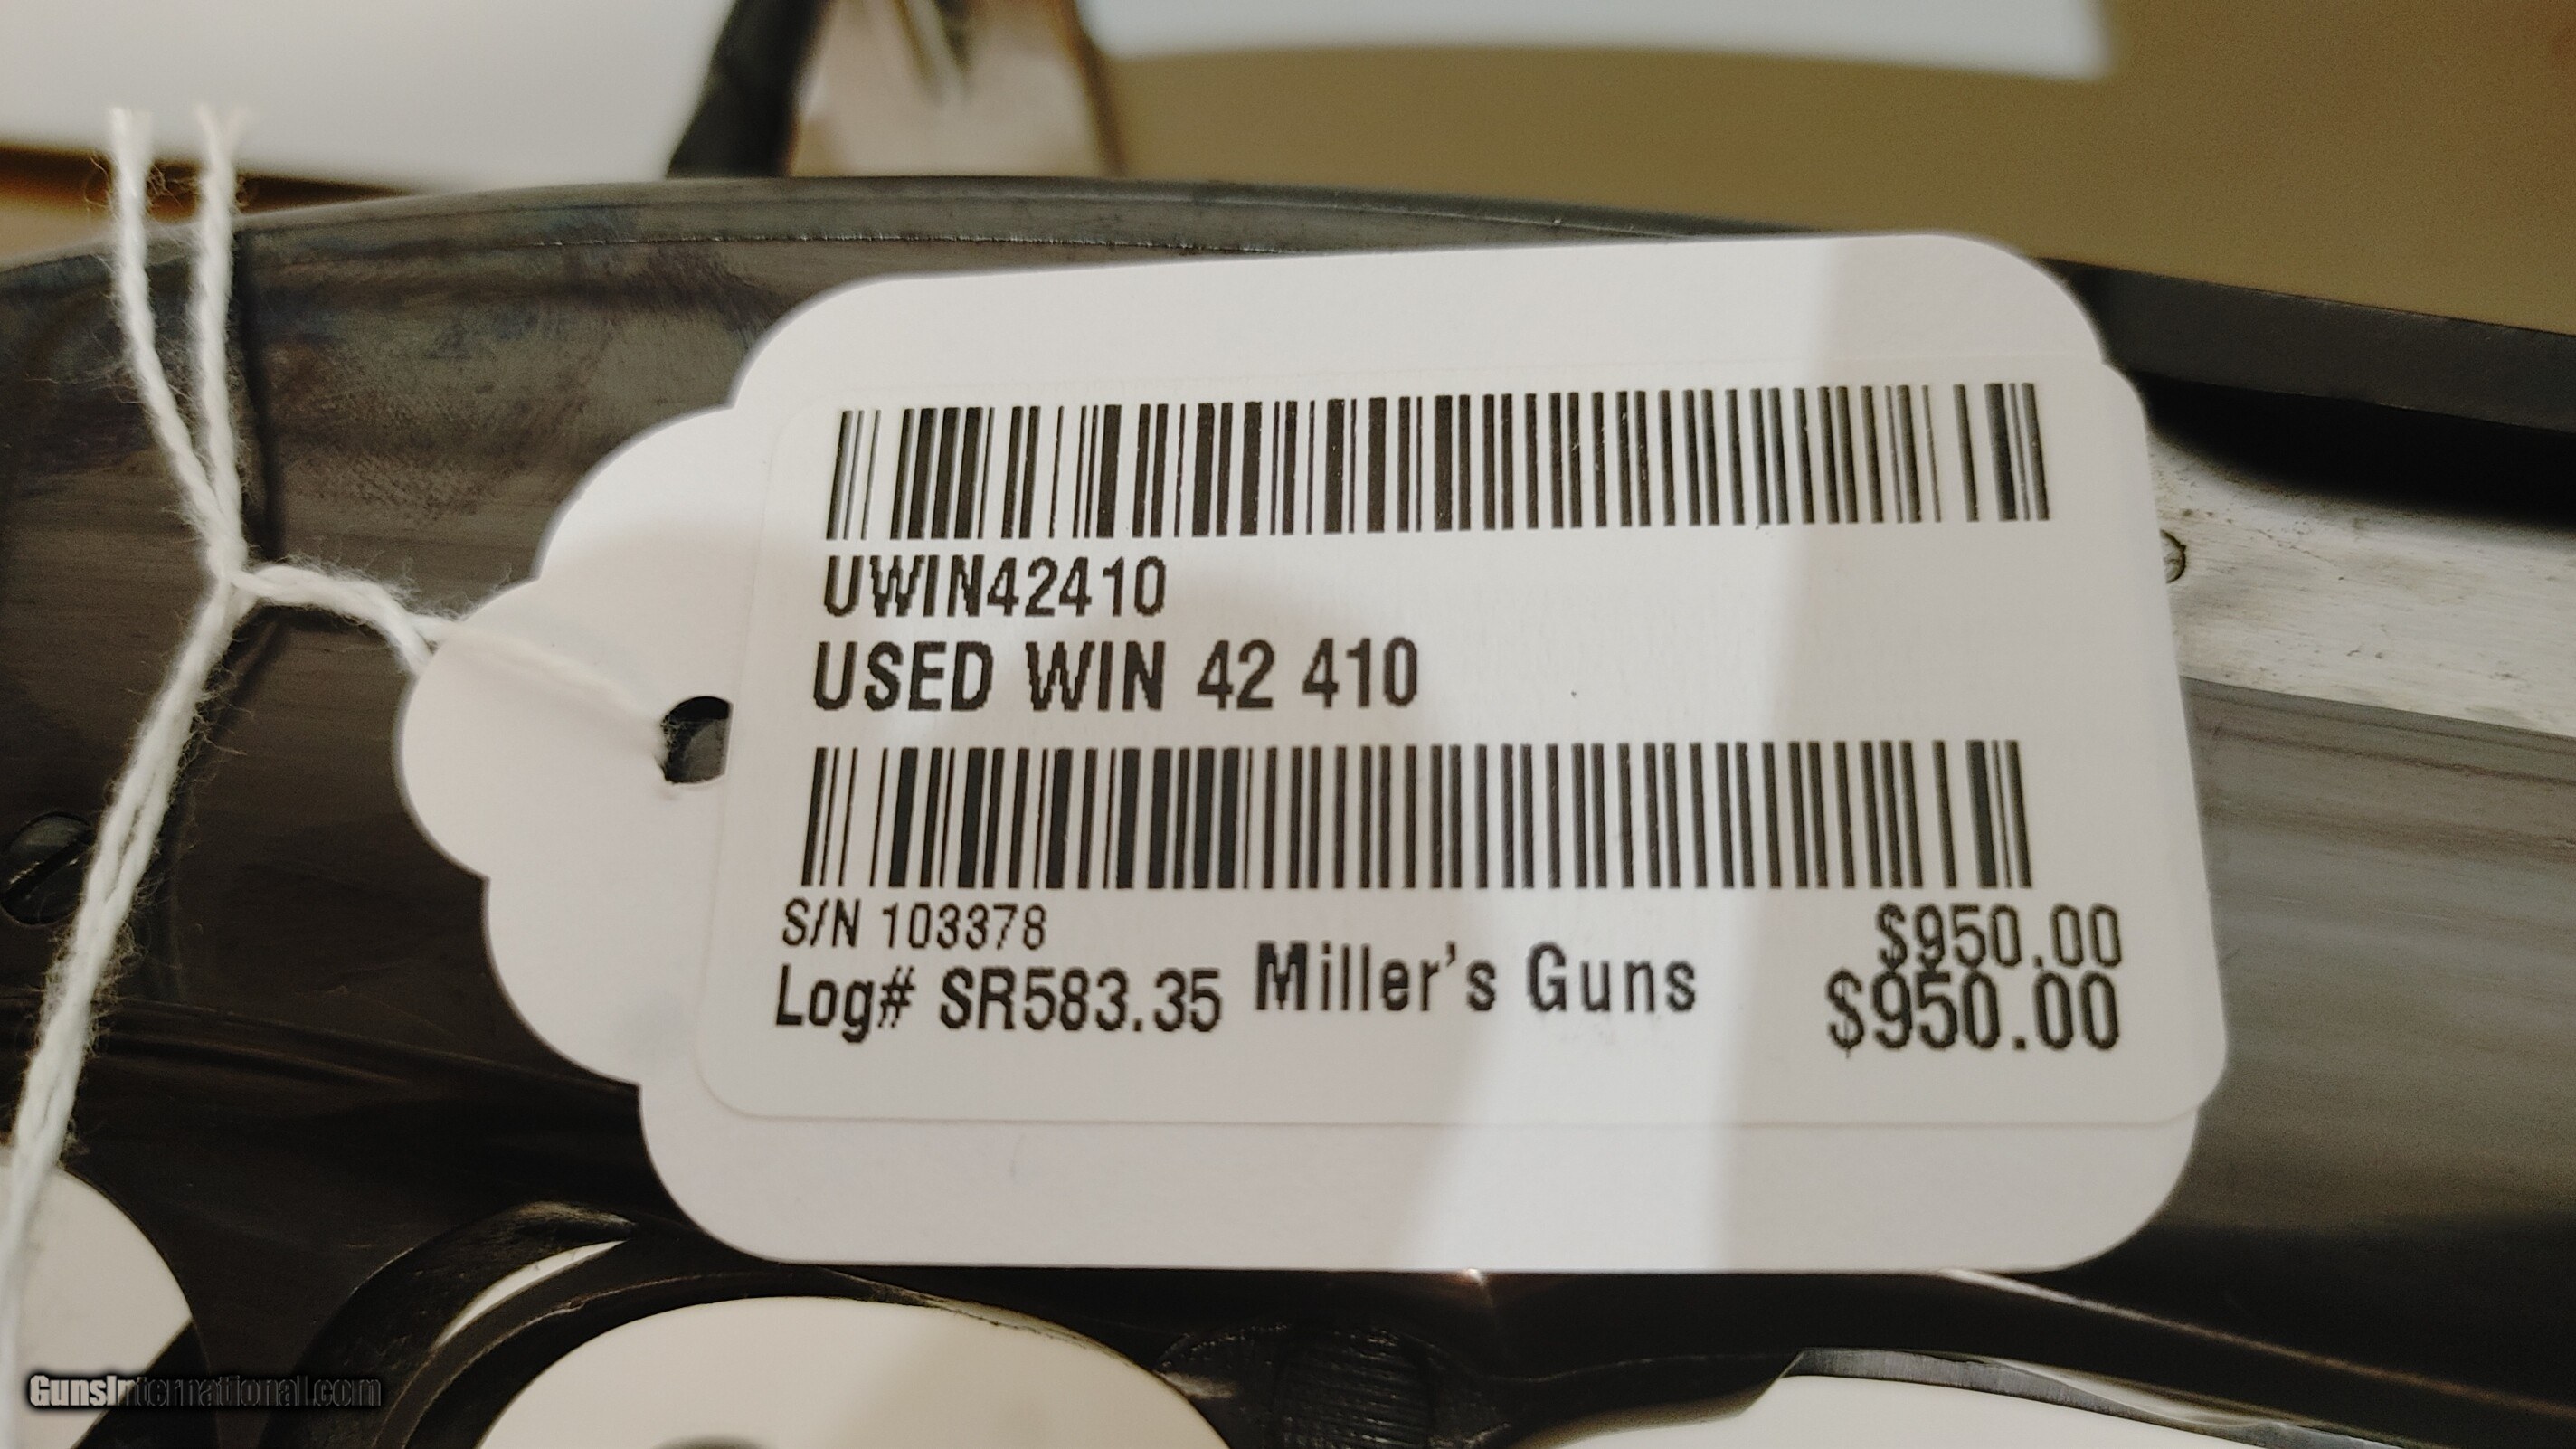 UWIN42410
USED WIN 42 410
S/N 103378
$950.00
Log# SR583.35
Miller's Guns
$950.00
GunsInternational.com